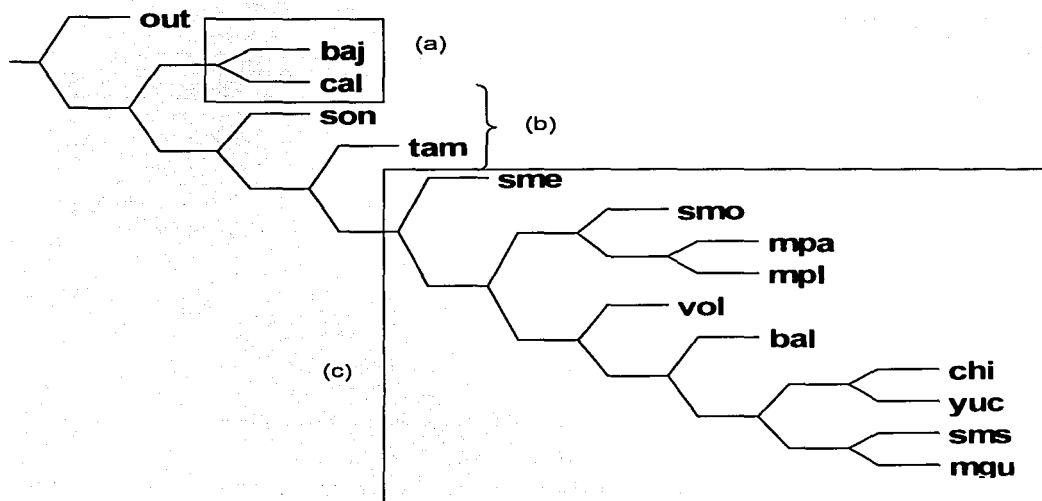 out
baj
(a)
cal
son
(b)
tam
sme
smo
mpa
mpl
vol
bal
(c)
chi
yuc
sms
mgu